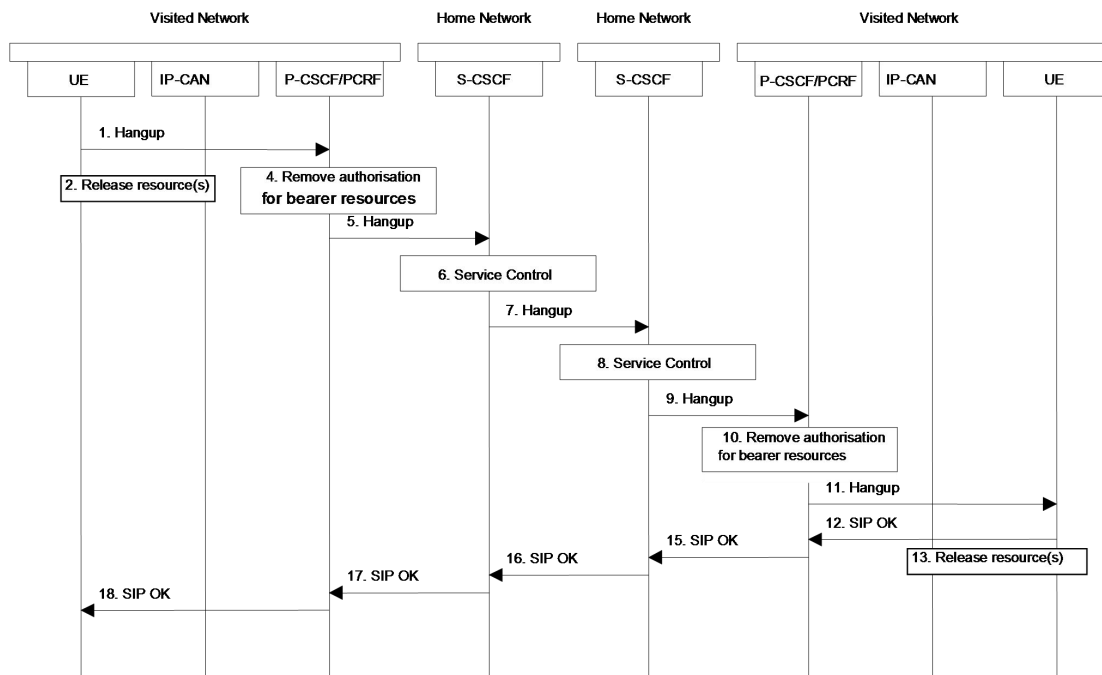 Visited Network
Home Network
Home Network
Visited Network
UE
IP-CAN
P-CSCF/PCRF
S-CSCF
S-CSCF
P-CSCF/PCRF
IP-CAN
UE
1. Hangup
2. Release resource(s)
4. Remove authorisation
for bearer resources
5. Hangup
6. Service Control
7. Hangup
8. Service Control
9. Hangup
10. Remove authorisation
for bearer resources
11. Hangup
12. SIP OK
15. SIP OK
13. Release resource(s)
16. SIP OK
17. SIP OK
18. SIP OK